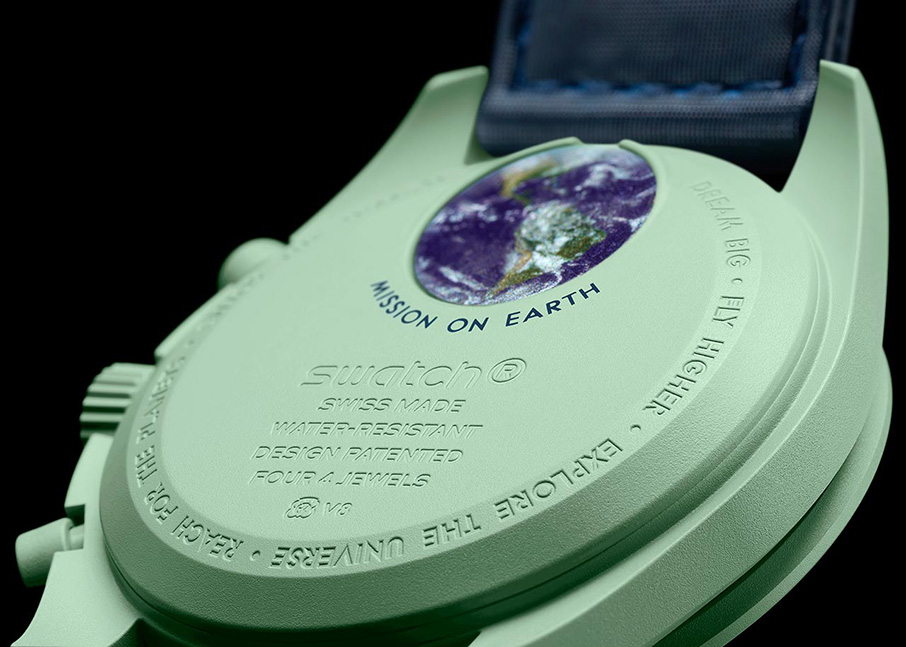 MISSION ON EARTH
swatch®
SWISS MADE
WATER-RESISTANT
DESIGN PATENTED
FOUR 4 JEWELS
V8
DREAM BIG • FLY HIGHER • EXPLORE THE UNIVERSE • REACH FOR THE PLANETS